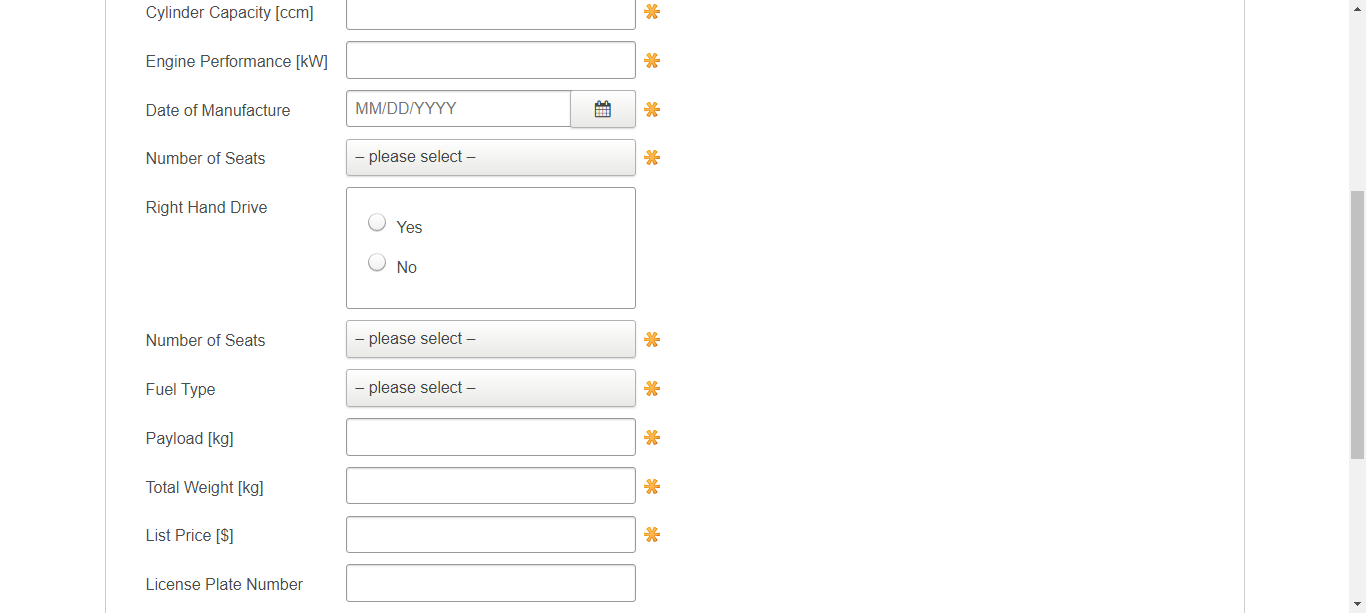 Cylinder Capacity [ccm]
Engine Performance [kW]
Date of Manufacture MM/DD/YYYY
Number of Seats – please select –
Right Hand Drive
Yes
No
Number of Seats – please select –
Fuel Type – please select –
Payload [kg]
Total Weight [kg]
List Price [$]
License Plate Number